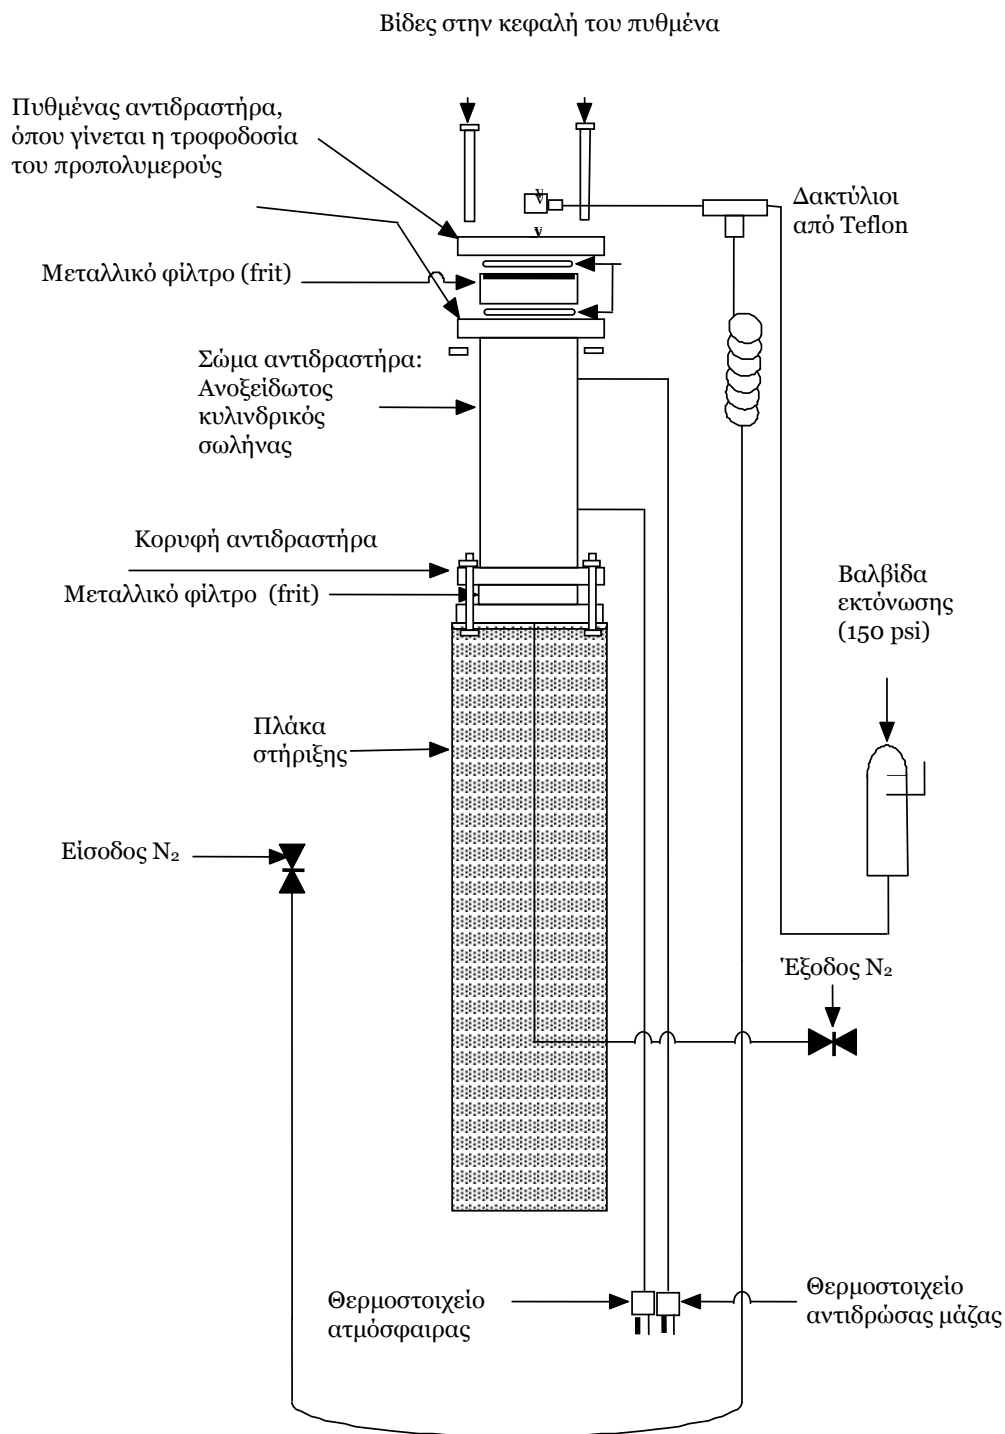 Βίδες στην κεφαλή του πυθμένα
Πυθμένας αντιδραστήρα,
όπου γίνεται η τροφοδοσία
του προπολυμερούς
Δακτύλιοι
από Teflon
Μεταλλικό φίλτρο (frit)
Σώμα αντιδραστήρα:
Ανοξείδωτος
κυλινδρικός
σωλήνας
Κορυφή αντιδραστήρα
Μεταλλικό φίλτρο (frit)
Βαλβίδα
εκτόνωσης
(150 psi)
Πλάκα
στήριξης
Είσοδος N₂
Έξοδος N₂
Θερμοστοιχείο
ατμόσφαιρας
Θερμοστοιχείο
αντιδρώσας μάζας